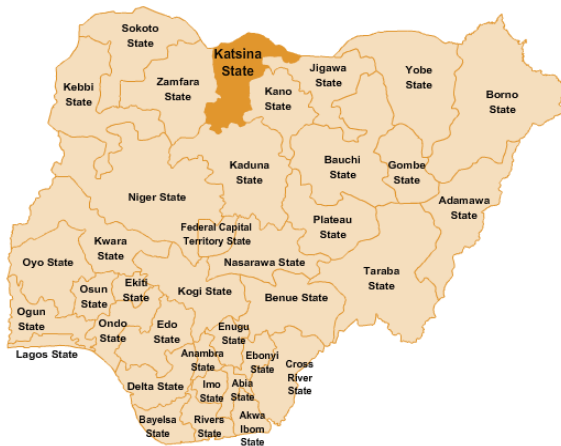 Sokoto
State
Katsina
State
Kebbi
State
Zamfara
State
Kano
State
Jigawa
State
Yobe
State
Borno
State
Kaduna
State
Bauchi
State
Gombe
State
Adamawa
State
Niger State
Federal Capital
Territory State
Plateau
State
Kwara
State
Oyo State
Nasarawa State
Taraba
State
Osun
State
Ekiti
State
Kogi State
Benue State
Ogun
State
Ondo
State
Edo
State
Enugu
State
Lagos State
Anambra
State
Ebonyi
State
Cross
River
State
Delta State
Imo
State
Abia
State
Bayelsa
State
Rivers
State
Akwa
Ibom
State